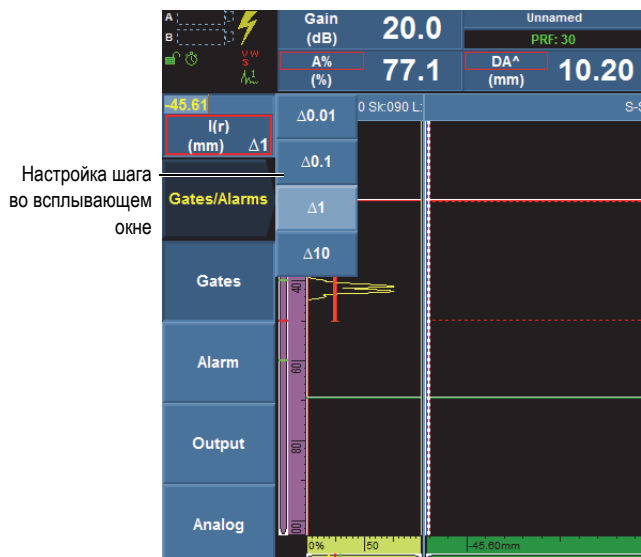 A
B
Gain
(dB)
20.0
Unnamed
PRF: 30
A%
(%)
77.1
DA^
(mm)
10.20
-45.61
I(r)
(mm) Δ1
0 Sk:090 L:
S-S
Δ0.01
Δ0.1
Δ1
Δ10
Настройка шага
во всплывающем
окне
Gates/Alarms
Gates
Alarm
Output
Analog
40
60
80
00
0%
50
-45.60mm